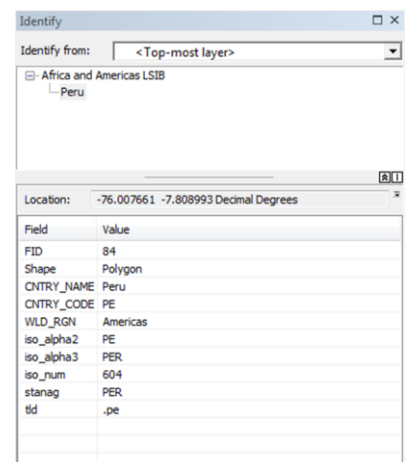 Identify
Identify from: <Top-most layer>
Africa and Americas LSIB
Peru
Location: -76.007661 -7.808993 Decimal Degrees
Field Value
FID 84
Shape Polygon
CNTRY_NAME Peru
CNTRY_CODE PE
WLD_RGN Americas
iso_alpha2 PE
iso_alpha3 PER
iso_num 604
stanag PER
tld .pe